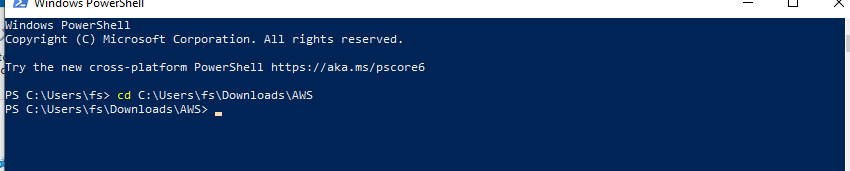 Windows PowerShell
Windows PowerShell
Copyright (C) Microsoft Corporation. All rights reserved.
Try the new cross-platform PowerShell https://aka.ms/pscore6
PS C:\Users\fs> cd C:\Users\fs\Downloads\AWS
PS C:\Users\fs\Downloads\AWS>